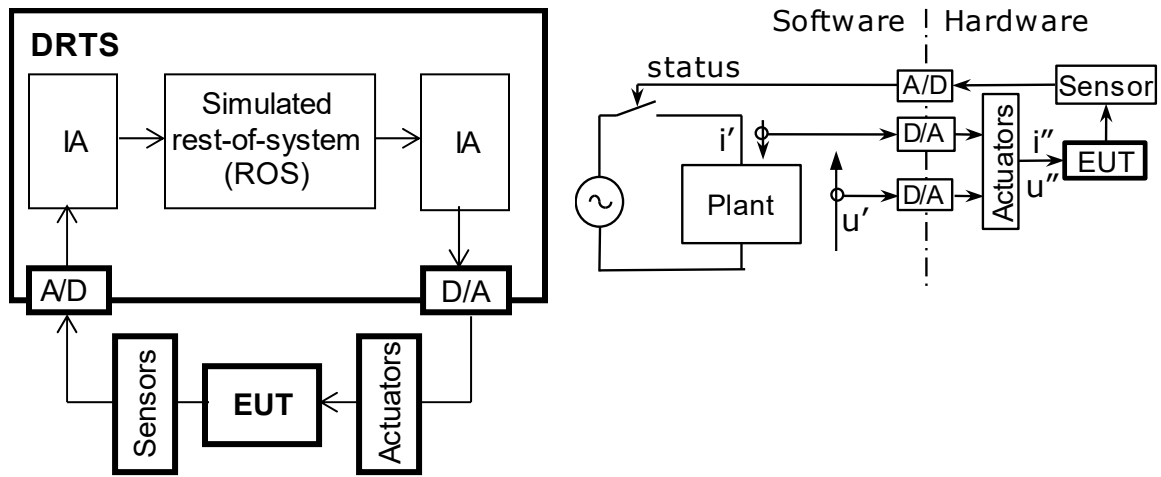 DRTS
IA
Simulated
rest-of-system
(ROS)
IA
A/D
D/A
Sensors
EUT
Actuators
Software
Hardware
status
A/D
Sensor
i′
D/A
Actuators
i″
EUT
u″
Plant
D/A
u′